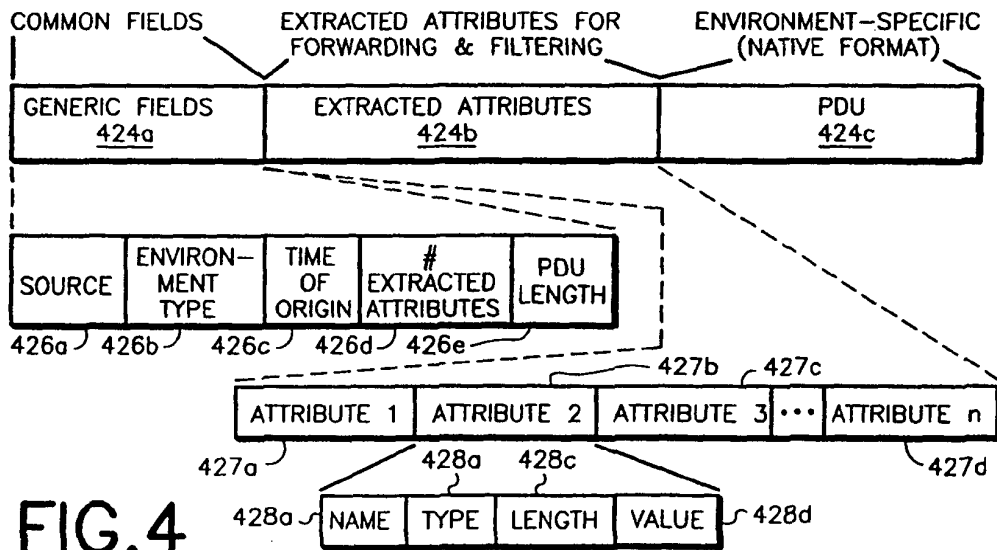 COMMON FIELDS
EXTRACTED ATTRIBUTES FOR
FORWARDING & FILTERING
ENVIRONMENT-SPECIFIC
(NATIVE FORMAT)
GENERIC FIELDS
424a
EXTRACTED ATTRIBUTES
424b
PDU
424c
SOURCE
ENVIRON-
MENT
TYPE
TIME
OF
ORIGIN
#
EXTRACTED
ATTRIBUTES
PDU
LENGTH
426a
426b
426c
426d
426e
427b
427c
ATTRIBUTE 1
ATTRIBUTE 2
ATTRIBUTE 3
•••
ATTRIBUTE n
427a
428a
428c
427d
FIG.4
428a
NAME
TYPE
LENGTH
VALUE
428d